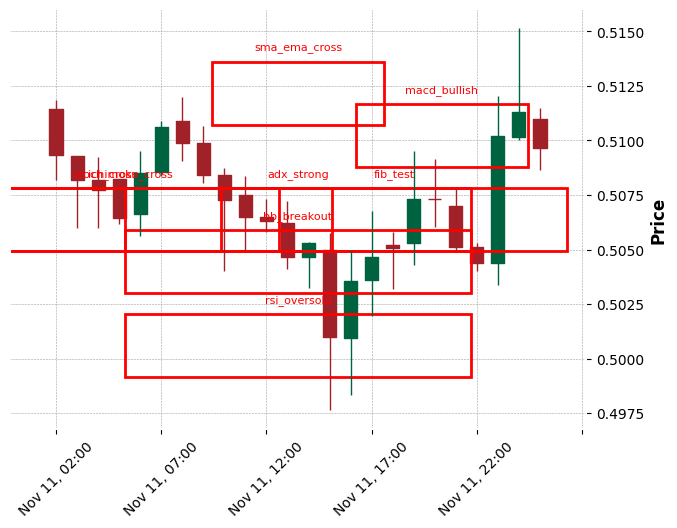 sma_ema_cross
macd_bullish
adx_strong
fib_test
bb_breakout
rsi_oversold
0.5150
0.5125
0.5100
0.5075
0.5050
0.5025
0.5000
0.4975
Price
Nov 11, 02:00
Nov 11, 07:00
Nov 11, 12:00
Nov 11, 17:00
Nov 11, 22:00